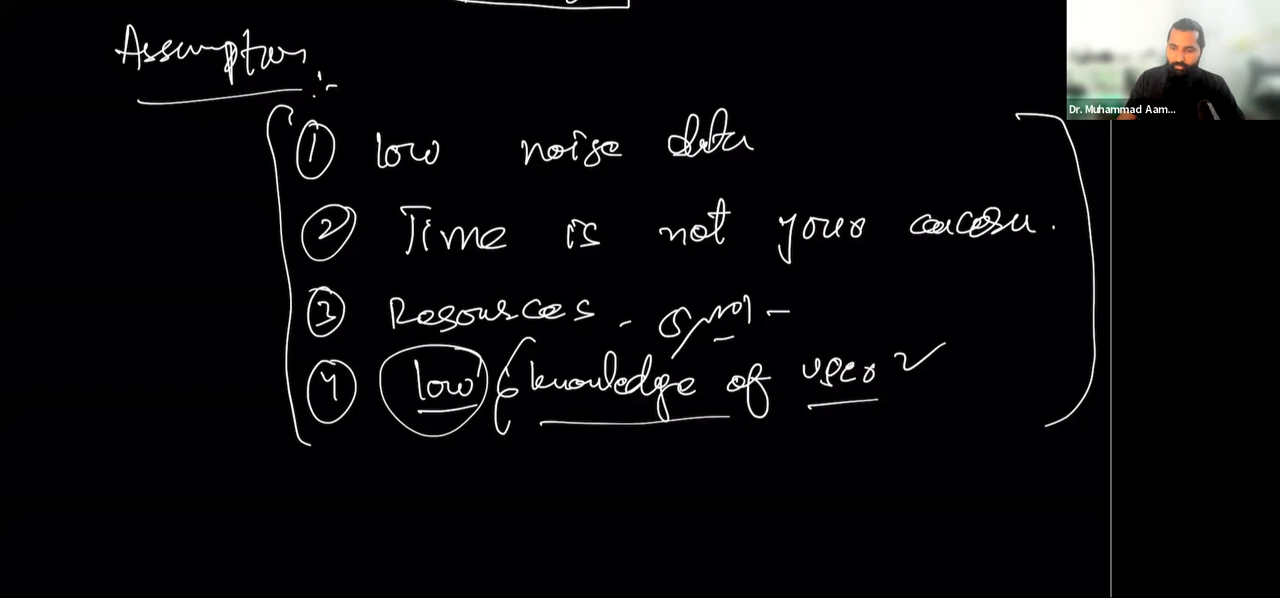 Assumption :-
① low noise data
② Time is not your
③ Resources - -
④ low knowledge of user ✓
Dr. Muhammad Aam...